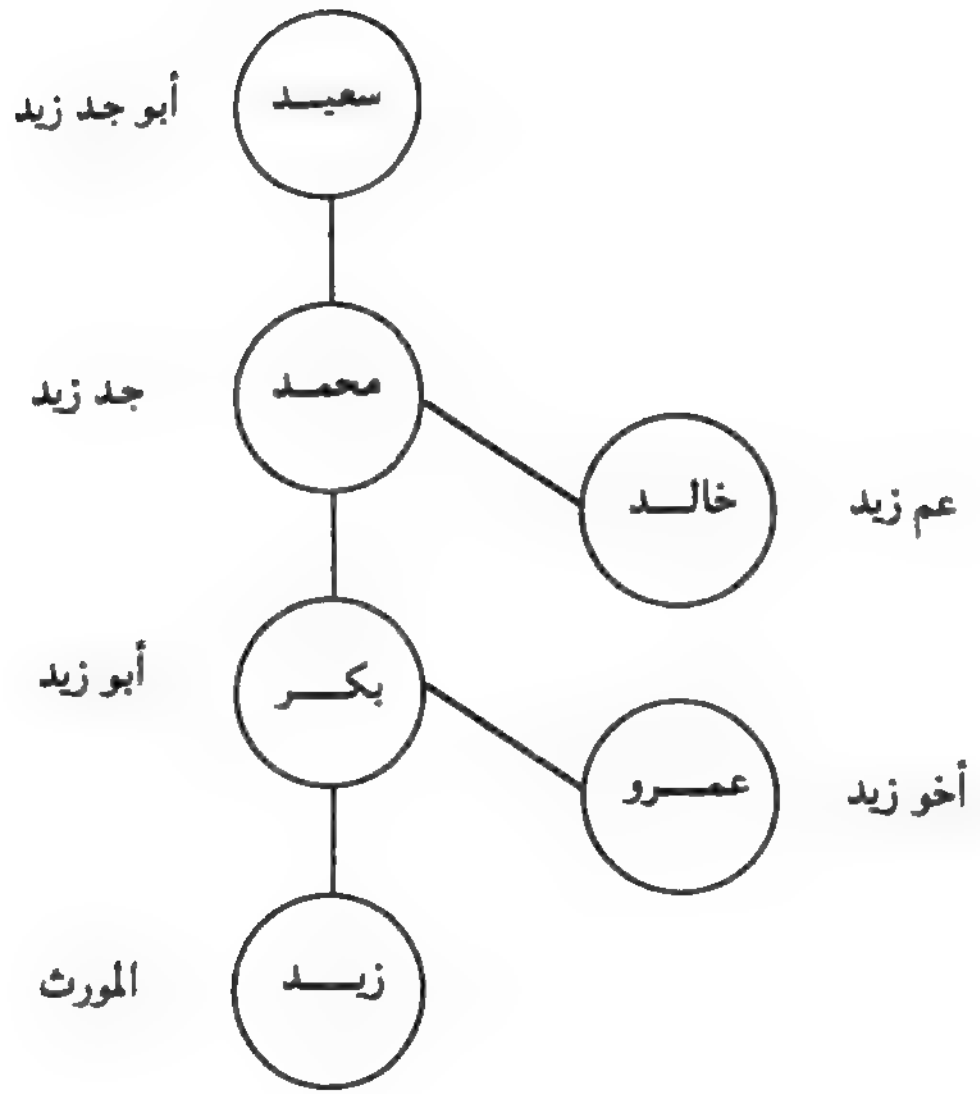 سعيد
أبو جد زيد
محمد
جد زيد
خالد
عم زيد
بكر
أبو زيد
عمرو
أخو زيد
زيد
المورث